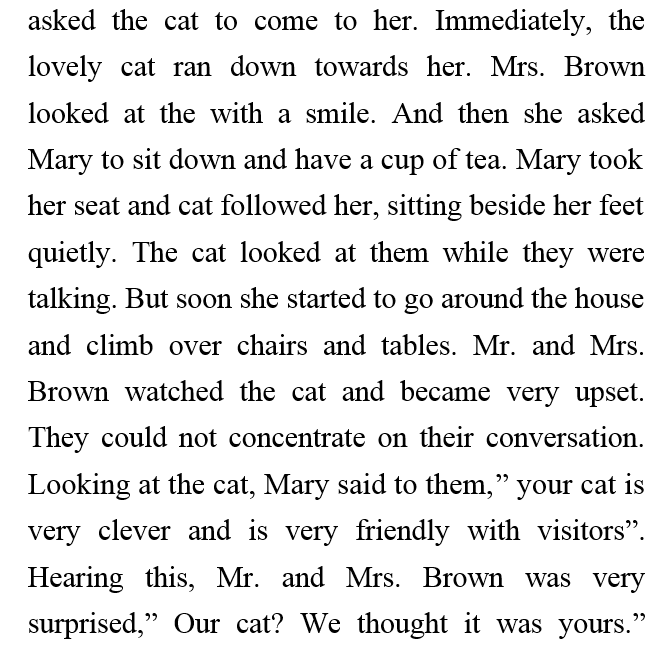 asked the cat to come to her. Immediately, the
lovely cat ran down towards her. Mrs. Brown
looked at the with a smile. And then she asked
Mary to sit down and have a cup of tea. Mary took
her seat and cat followed her, sitting beside her feet
quietly. The cat looked at them while they were
talking. But soon she started to go around the house
and climb over chairs and tables. Mr. and Mrs.
Brown watched the cat and became very upset.
They could not concentrate on their conversation.
Looking at the cat, Mary said to them,” your cat is
very clever and is very friendly with visitors”.
Hearing this, Mr. and Mrs. Brown was very
surprised,” Our cat? We thought it was yours.”